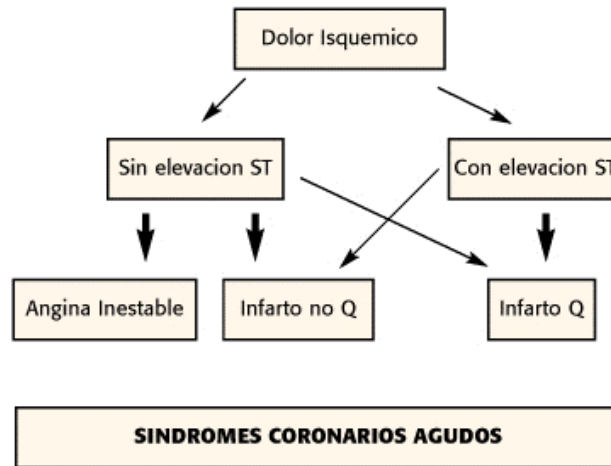 Dolor Isquemico
Sin elevacion ST
Con elevacion ST
Angina Inestable
Infarto no Q
Infarto Q
SINDROMES CORONARIOS AGUDOS